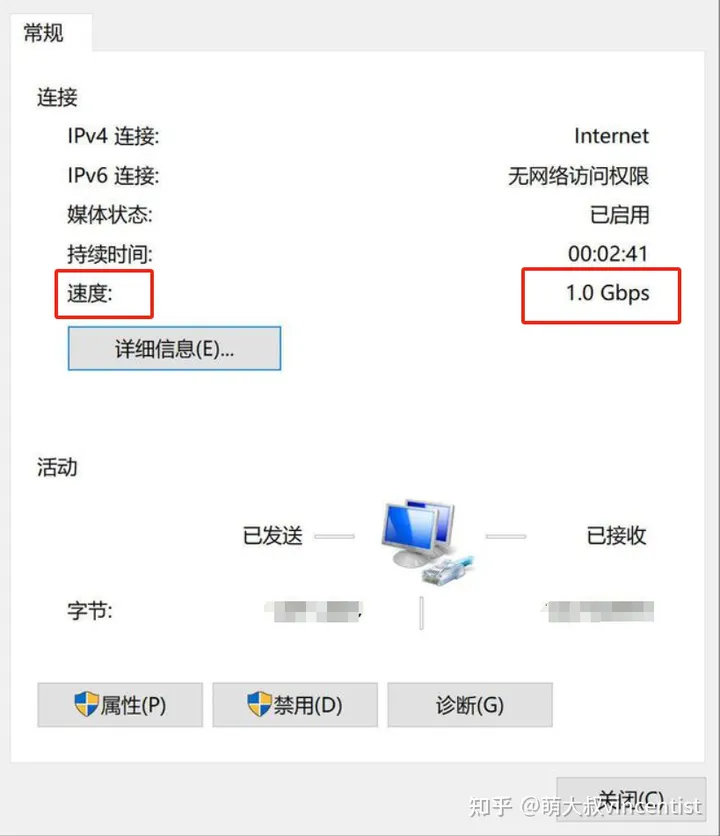 常规
连接
IPv4 连接: Internet
IPv6 连接: 无网络访问权限
媒体状态: 已启用
持续时间: 00:02:41
速度: 1.0 Gbps
详细信息(E)...
活动
已发送 已接收
字节:
属性(P) 禁用(D) 诊断(G)
关闭(C)
知乎 @萌大叔vincentist